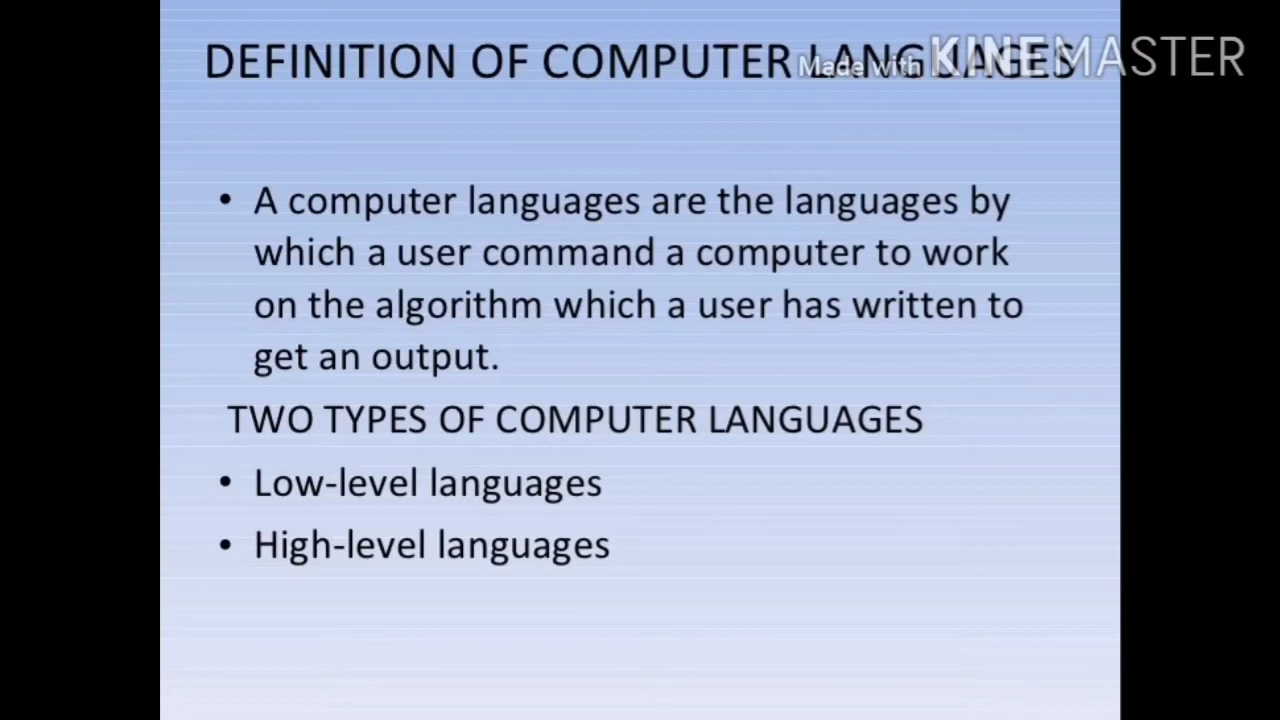 DEFINITION OF COMPUTER LANGUAGES
Made with KINEMASTER
• A computer languages are the languages by
which a user command a computer to work
on the algorithm which a user has written to
get an output.
TWO TYPES OF COMPUTER LANGUAGES
• Low-level languages
• High-level languages